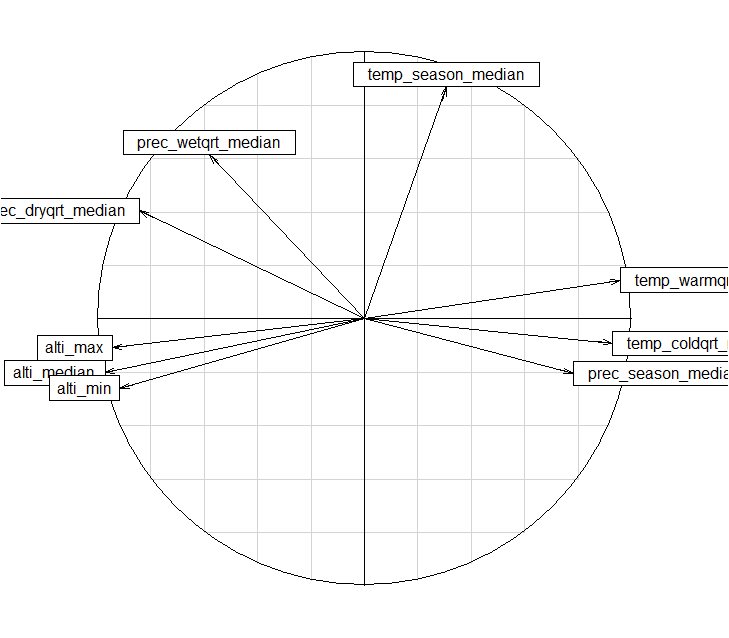 temp_season_median
prec_wetqrt_median
ec_dryqrt_median
temp_warmq
alti_max
temp_coldqrt_
alti_median
prec_season_media
alti_min